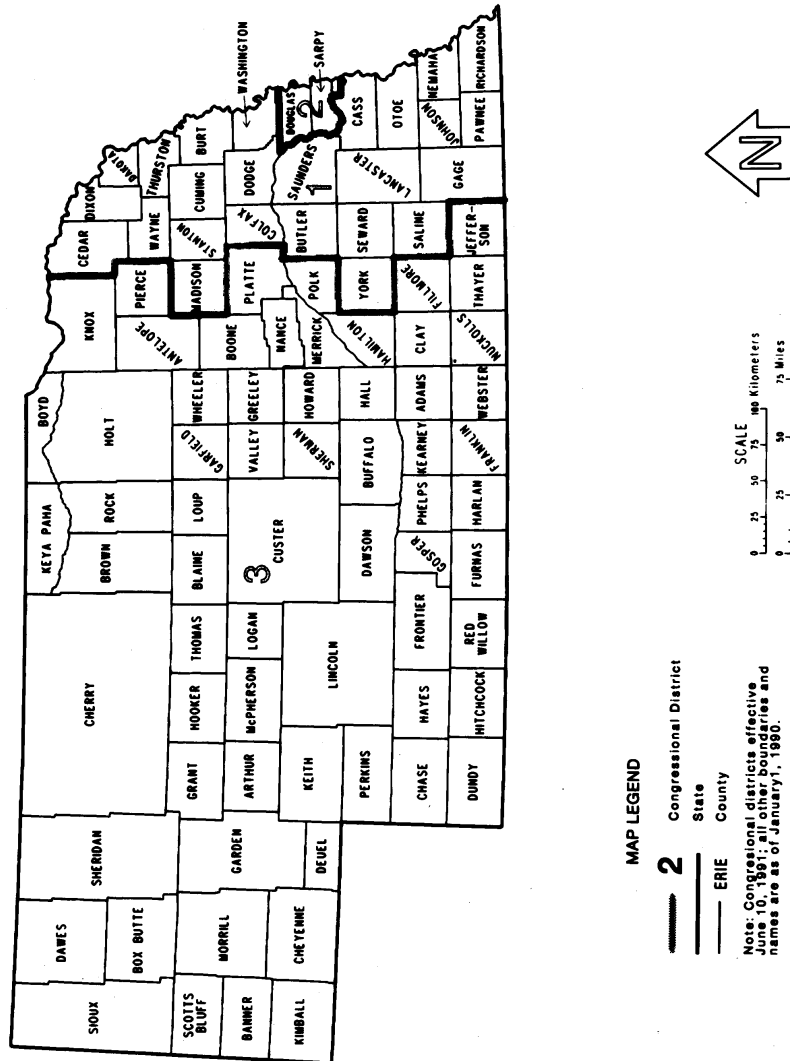 KEYA PAHA
BOYD
CEDAR
DIXON
DAKOTA
CHERRY
KNOX
SIOUX
DAWES
SHERIDAN
BROWN
ROCK
HOLT
PIERCE
WAYNE
THURSTON
ANTELOPE
BOX BUTTE
GRANT
HOOKER
THOMAS
BLAINE
LOUP
GARFIELD
WHEELER
MADISON
STANTON
CUMING
BURT
SCOTTS
BLUFF
MORRILL
GARDEN
BOONE
PLATTE
COLFAX
DODGE
WASHINGTON
BANNER
ARTHUR
McPHERSON
LOGAN
3
CUSTER
VALLEY
GREELEY
NANCE
DOUGLAS
2
SARPY
KIMBALL
CHEYENNE
DEUEL
KEITH
LINCOLN
SHERMAN
HOWARD
MERRICK
POLK
BUTLER
SAUNDERS
1
PERKINS
DAWSON
BUFFALO
HALL
HAMILTON
YORK
SEWARD
LANCASTER
CASS
OTOE
CHASE
HAYES
FRONTIER
GOSPER
PHELPS
KEARNEY
ADAMS
CLAY
FILLMORE
SALINE
JOHNSON
NEMAHA
DUNDY
HITCHCOCK
RED
WILLOW
FURNAS
HARLAN
FRANKLIN
WEBSTER
NUCKOLLS
THAYER
JEFFER-
SON
GAGE
PAWNEE
RICHARDSON
MAP LEGEND
2 Congressional District
State
ERIE County
Note: Congresional districts effective
June 10, 1991; all other boundaries and
names are as of January1, 1990.
SCALE
0 25 50 75 100 Kilometers
0 25 50 75 Miles
N